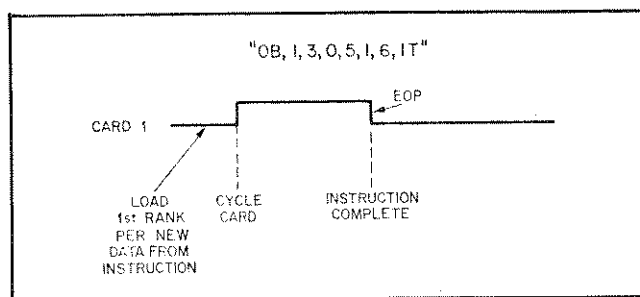 "OB, 1, 3, 0, 5, 1, 6, 1T"
EOP
CARD 1
LOAD
1st RANK
PER NEW
DATA FROM
INSTRUCTION
CYCLE
CARD
INSTRUCTION
COMPLETE